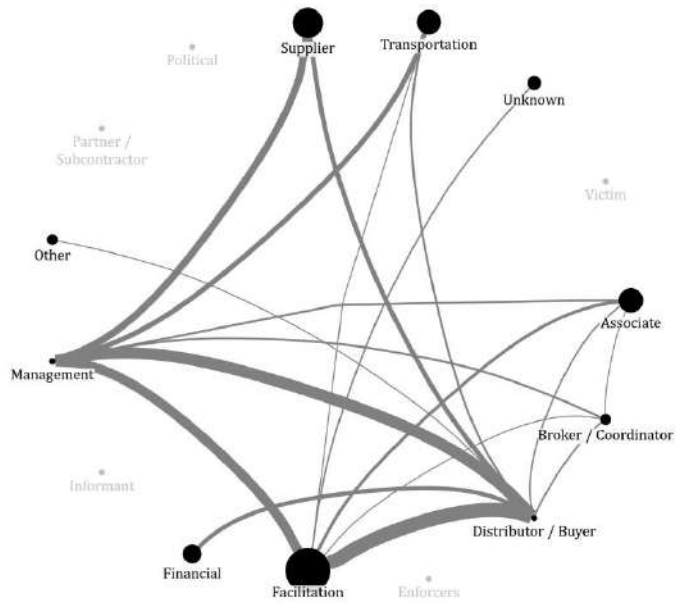 Supplier
Transportation
Political
Unknown
Partner /
Subcontractor
Victim
Other
Associate
Management
Broker / Coordinator
Informant
Distributor / Buyer
Financial
Facilitation
Enforcers